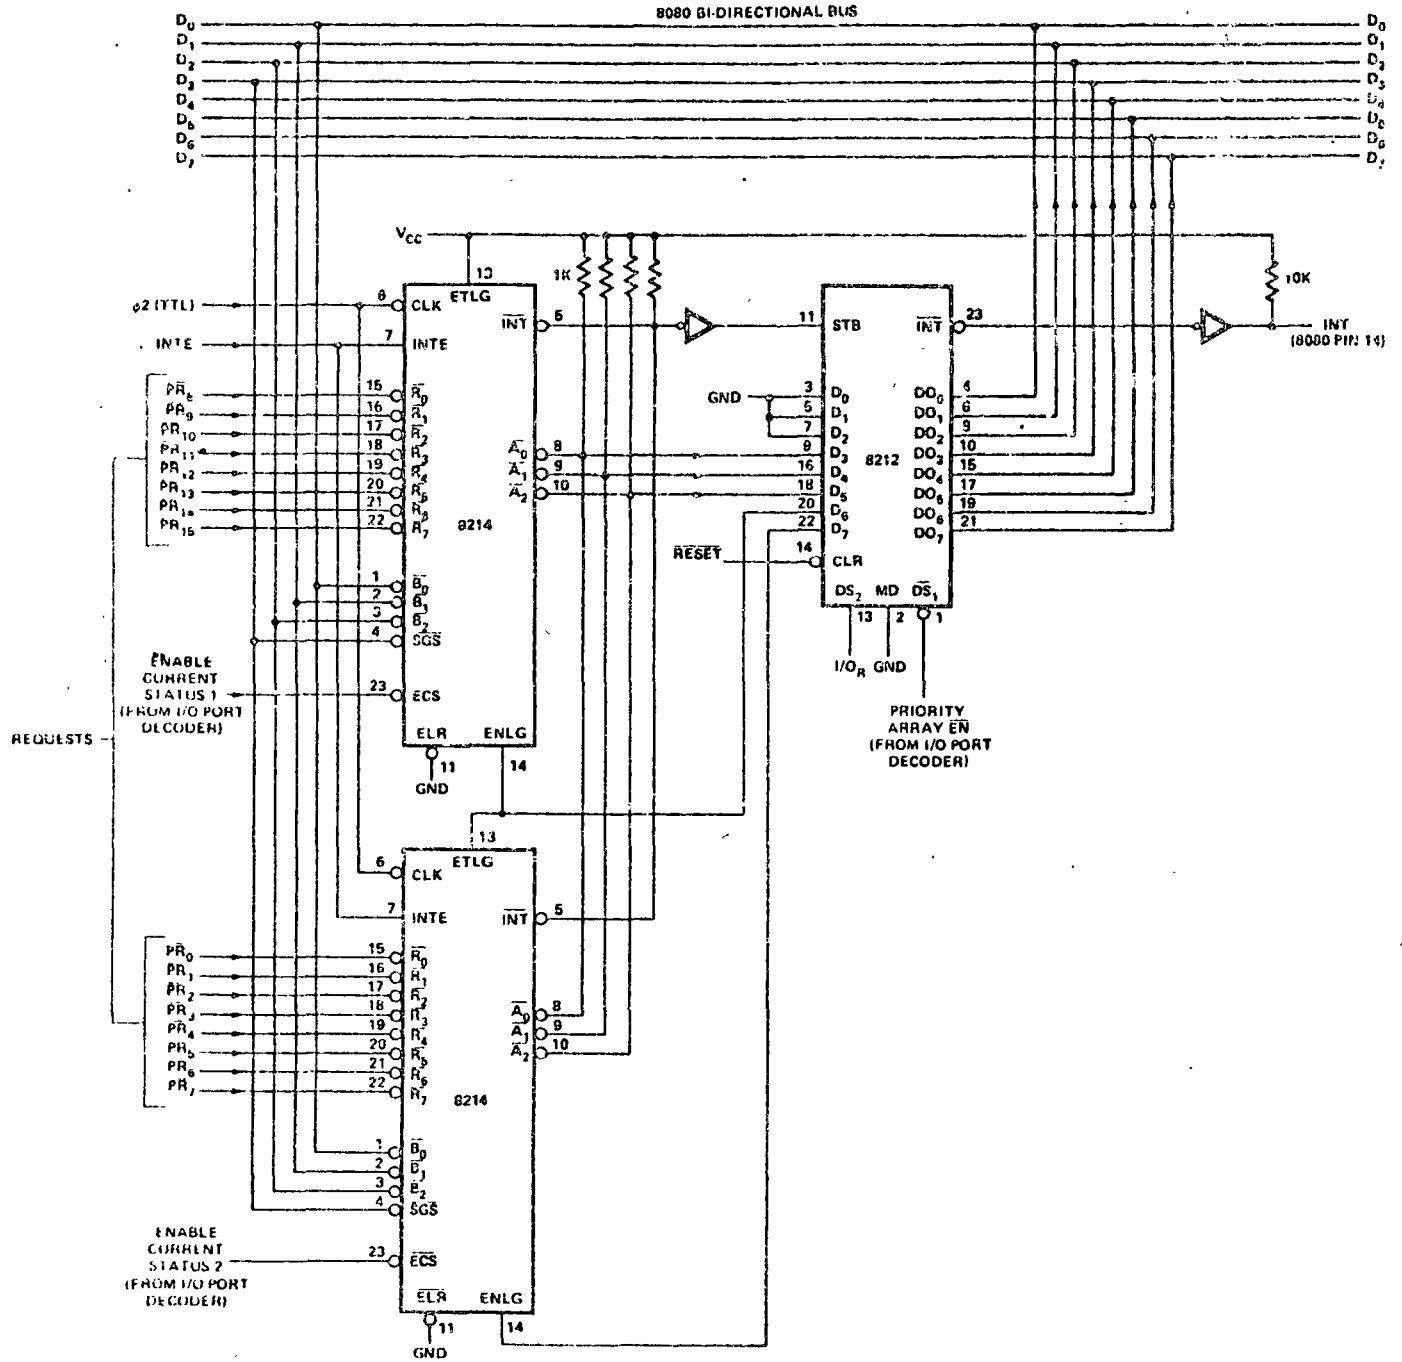 8080 BI-DIRECTIONAL BUS
D0 D0
D1 D1
D2 D2
D3 D3
D4 D4
D5
D6
D7
VCC
1K
10K
13
ETLG
φ2 (TTL)
6 CLK
INTE
7 INTE
INT 5
11 STB
INT 23
INT
(8080 PIN 14)
PR8 15 R0
PR9 16 R1
PR10 17 R2
PR11 18 R3
PR12 19 R4
PR13 20 R5
PR14 21 R6
PR15 22 R7
A0 8
A1 9
A2 10
8214
GND
3 D0
5 D1
7 D2
9 D3
16 D4
18 D5
20 D6
22 D7
8212
DO0 4
DO1 6
DO2 9
DO3 10
DO4 15
DO5 17
DO6 19
DO7 21
RESET
14 CLR
DS2 MD DS1
13 2 1
I/OR GND
PRIORITY
ARRAY EN
(FROM I/O PORT
DECODER)
1 B0
2 B1
3 B2
4 SGS
ENABLE
CURRENT
STATUS 1
(FROM I/O PORT
DECODER)
23 ECS
ELR ENLG
11 14
GND
REQUESTS
13
ETLG
6 CLK
7 INTE
INT 5
PR0 15 R0
PR1 16 R1
PR2 17 R2
PR3 18 R3
PR4 19 R4
PR5 20 R5
PR6 21 R6
PR7 22 R7
A0 8
A1 9
A2 10
8214
1 B0
2 B1
3 B2
4 SGS
ENABLE
CURRENT
STATUS 2
(FROM I/O PORT
DECODER)
23 ECS
ELR ENLG
11 14
GND